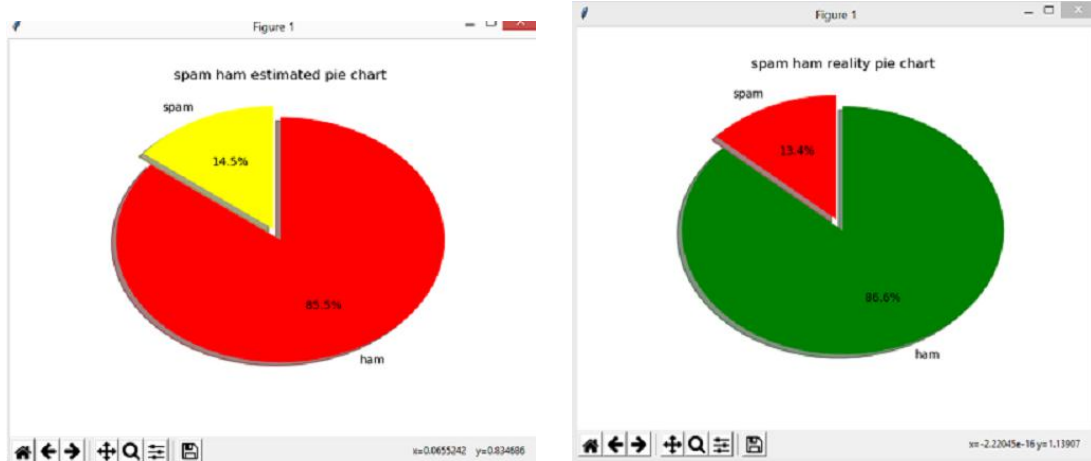 Figure 1
spam ham estimated pie chart
spam
14.5%
85.5%
ham
x=0.0655242 y=0.834686
Figure 1
spam ham reality pie chart
spam
13.4%
86.6%
ham
x=-2.22045e-16 y=1.13907